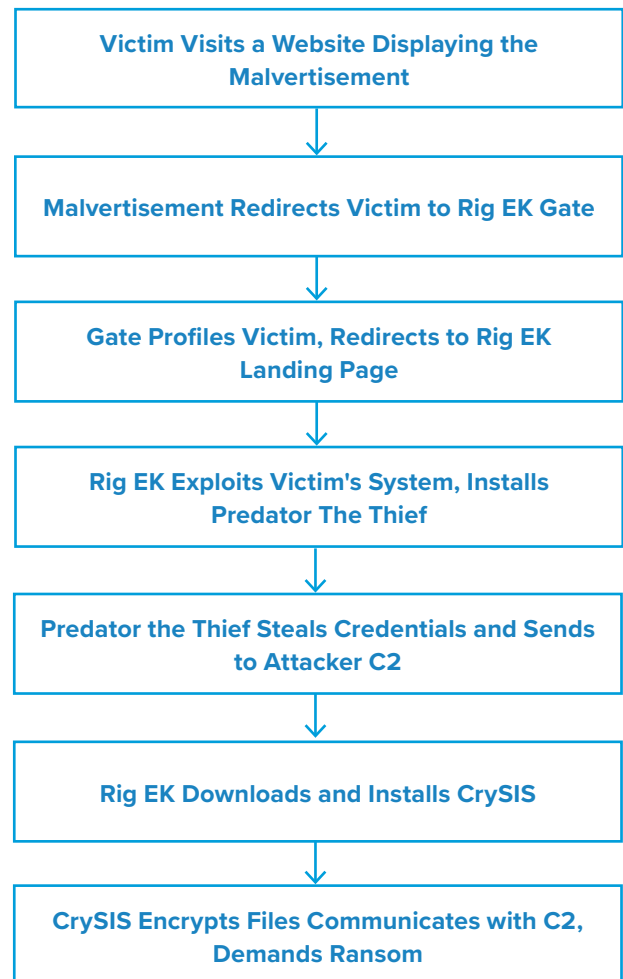 Victim Visits a Website Displaying the
Malvertisement
Malvertisement Redirects Victim to Rig EK Gate
Gate Profiles Victim, Redirects to Rig EK
Landing Page
Rig EK Exploits Victim's System, Installs
Predator The Thief
Predator the Thief Steals Credentials and Sends
to Attacker C2
Rig EK Downloads and Installs CrySIS
CrySIS Encrypts Files Communicates with C2,
Demands Ransom